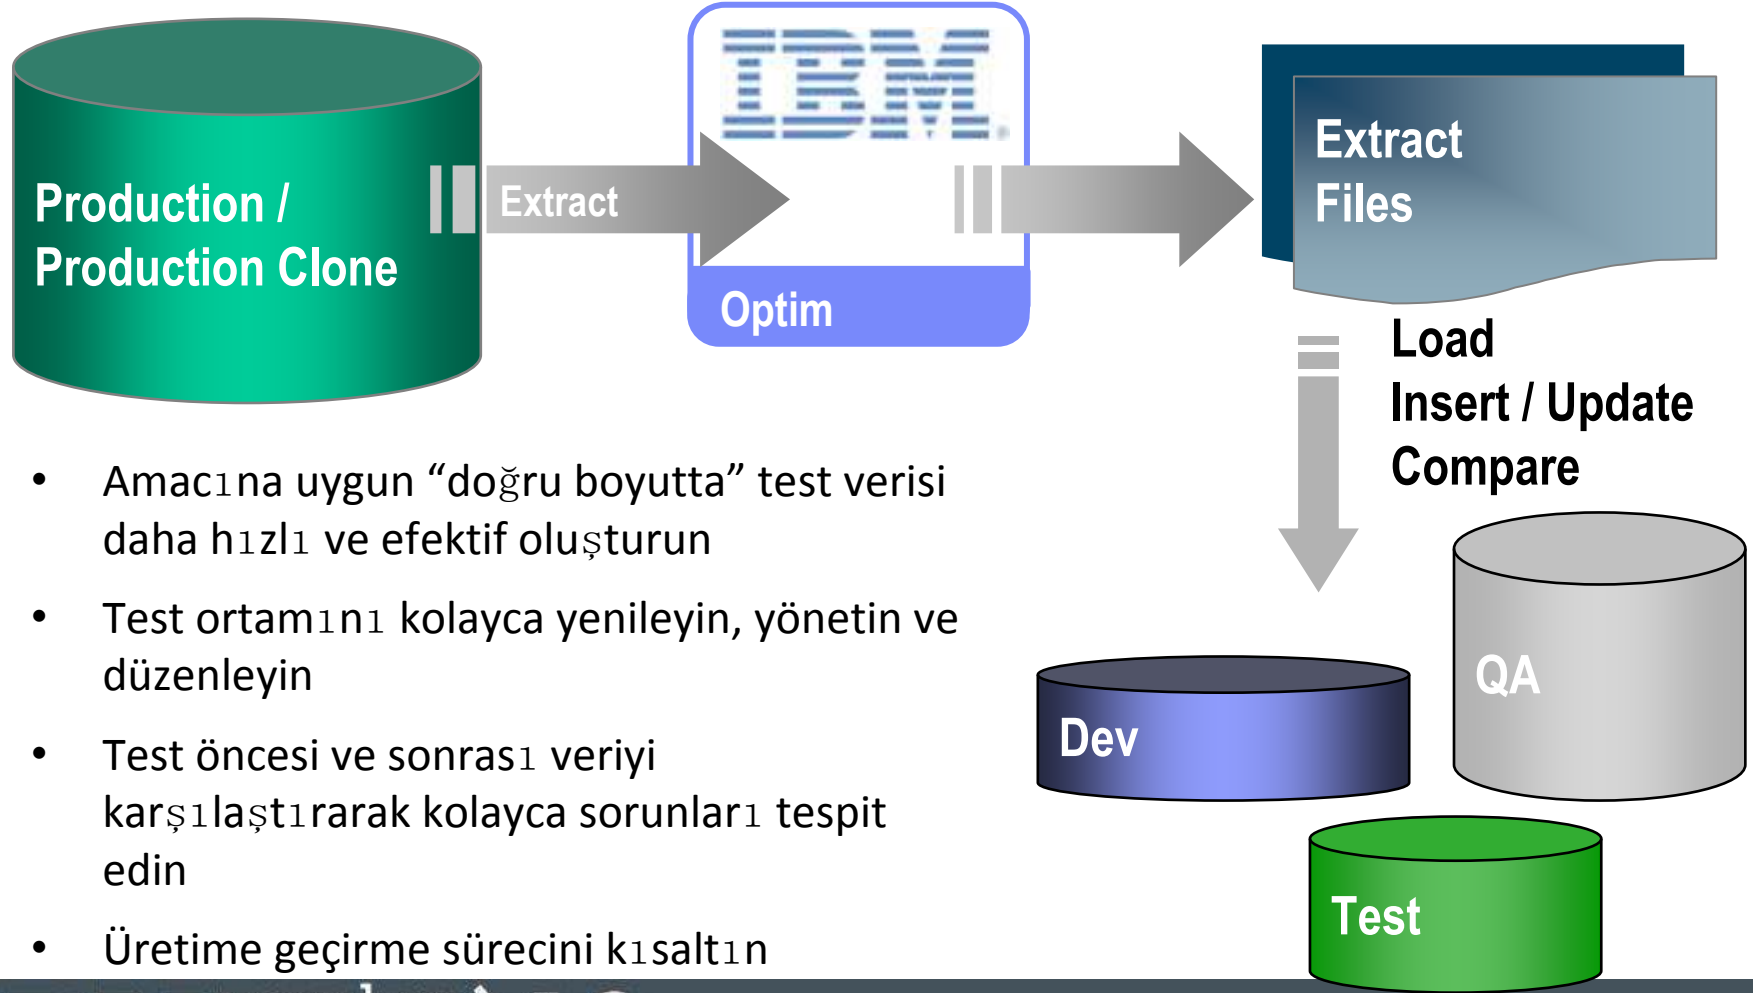 Production /
Production Clone
Extract
IBM®
Optim
Extract
Files
Load
Insert / Update
Compare
• Amacına uygun “doğru boyutta” test verisi
daha hızlı ve efektif oluşturun
• Test ortamını kolayca yenileyin, yönetin ve
düzenleyin
• Test öncesi ve sonrası veriyi
karşılaştırarak kolayca sorunları tespit
edin
• Üretime geçirme sürecini kısaltın
QA
Dev
Test